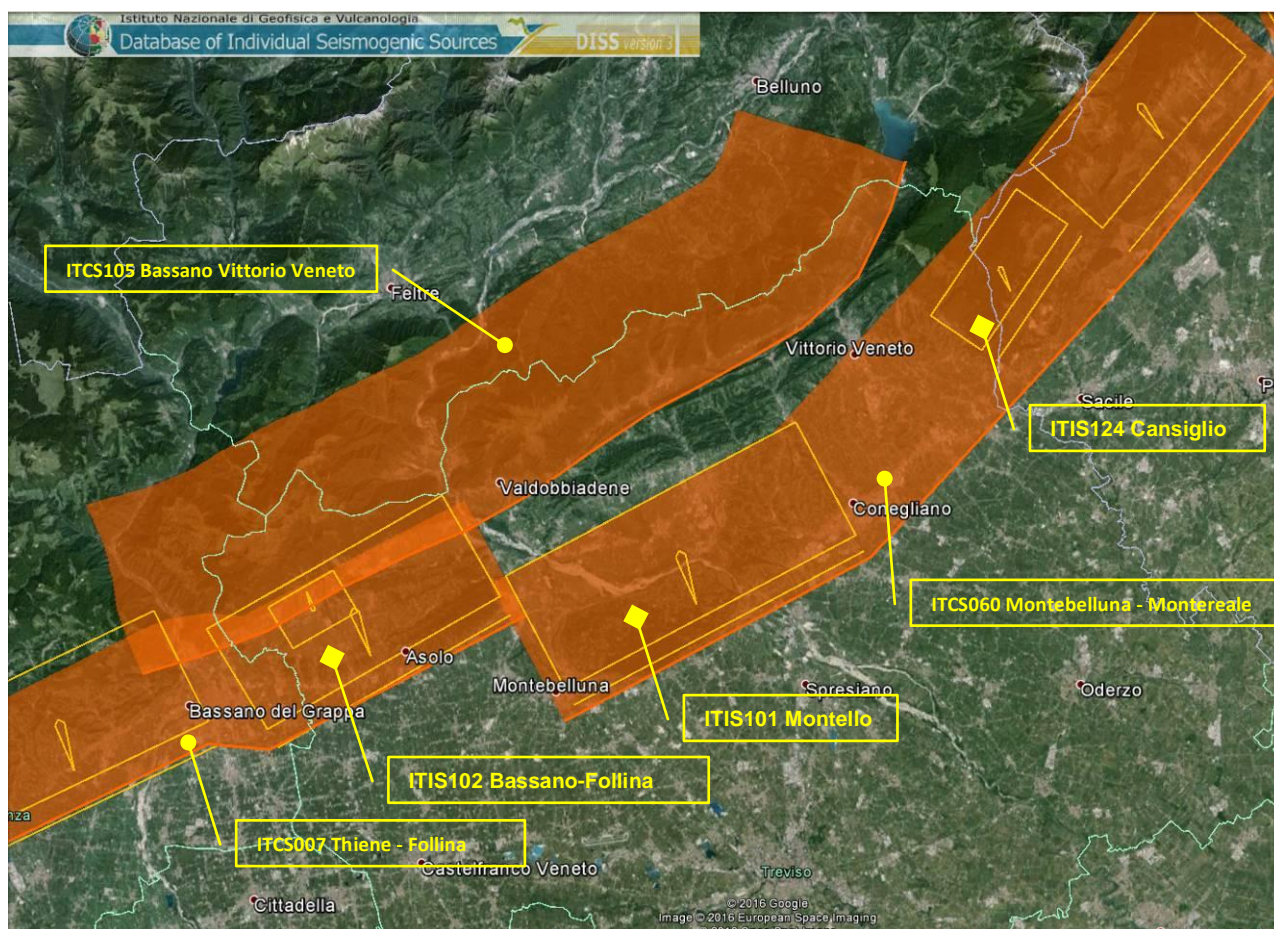 Istituto Nazionale di Geofisica e Vulcanologia
Database of Individual Seismogenic Sources
DISS version 3
Belluno
ITCS105 Bassano Vittorio Veneto
Feltre
Vittorio Veneto
Sacile
P
ITIS124 Cansiglio
Valdobbiadene
Conegliano
ITCS060 Montebelluna - Montereale
Asolo
Montebelluna
Spresiano
Oderzo
Bassano del Grappa
ITIS101 Montello
ITIS102 Bassano-Follina
nza
ITCS007 Thiene - Follina
Castelfranco Veneto
Treviso
Cittadella
© 2016 Google
Image © 2016 European Space Imaging